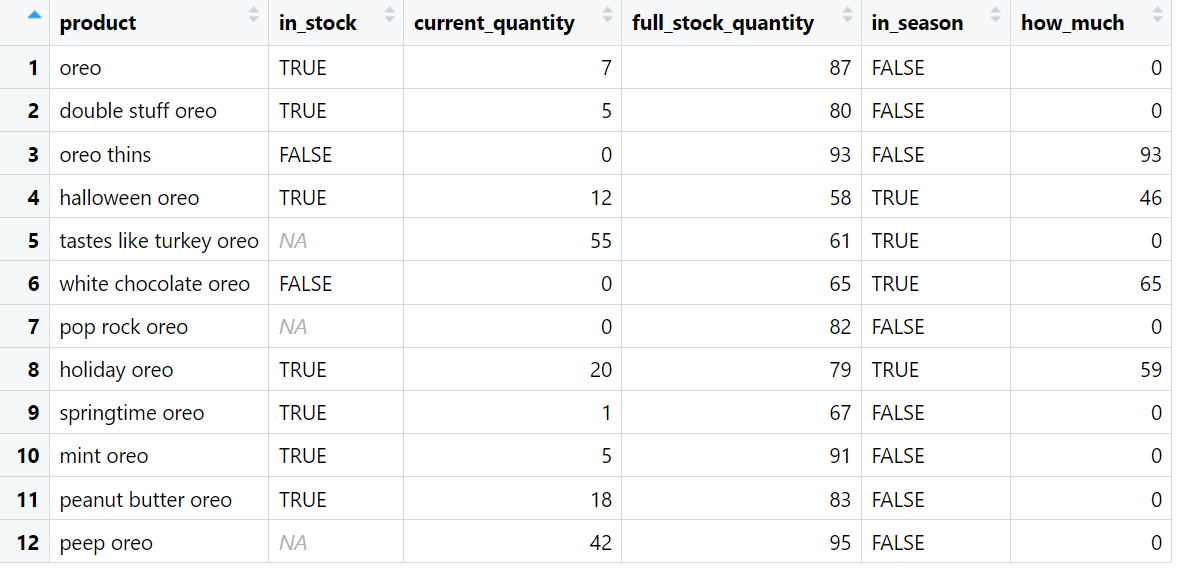 product in_stock current_quantity full_stock_quantity in_season how_much
1 oreo TRUE 7 87 FALSE 0
2 double stuff oreo TRUE 5 80 FALSE 0
3 oreo thins FALSE 0 93 FALSE 93
4 halloween oreo TRUE 12 58 TRUE 46
5 tastes like turkey oreo NA 55 61 TRUE 0
6 white chocolate oreo FALSE 0 65 TRUE 65
7 pop rock oreo NA 0 82 FALSE 0
8 holiday oreo TRUE 20 79 TRUE 59
9 springtime oreo TRUE 1 67 FALSE 0
10 mint oreo TRUE 5 91 FALSE 0
11 peanut butter oreo TRUE 18 83 FALSE 0
12 peep oreo NA 42 95 FALSE 0